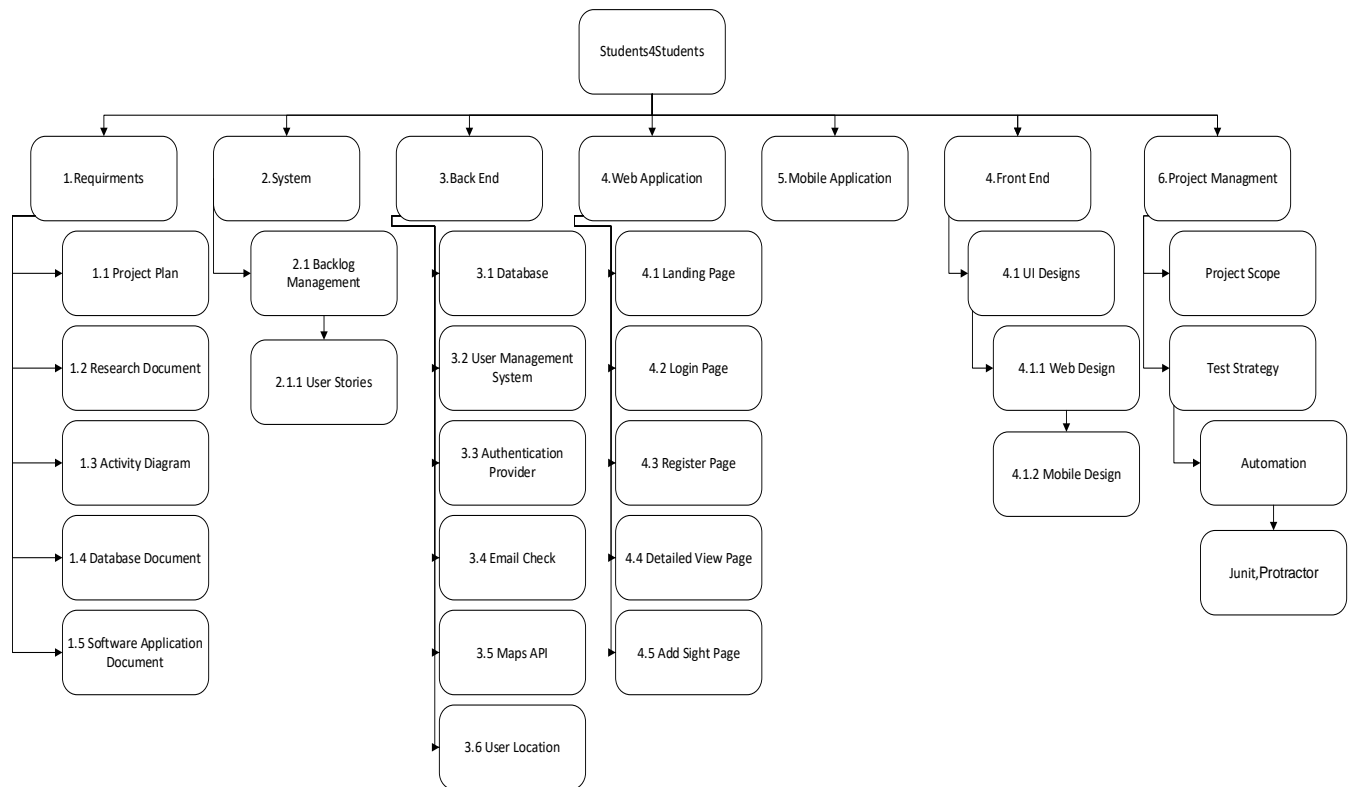 Students4Students
1.Requirments
2.System
3.Back End
4.Web Application
5.Mobile Application
4.Front End
6.Project Managment
1.1 Project Plan
1.2 Research Document
1.3 Activity Diagram
1.4 Database Document
1.5 Software Application
Document
2.1 Backlog
Management
2.1.1 User Stories
3.1 Database
3.2 User Management
System
3.3 Authentication
Provider
3.4 Email Check
3.5 Maps API
3.6 User Location
4.1 Landing Page
4.2 Login Page
4.3 Register Page
4.4 Detailed View Page
4.5 Add Sight Page
4.1 UI Designs
4.1.1 Web Design
4.1.2 Mobile Design
Project Scope
Test Strategy
Automation
Junit,Protractor